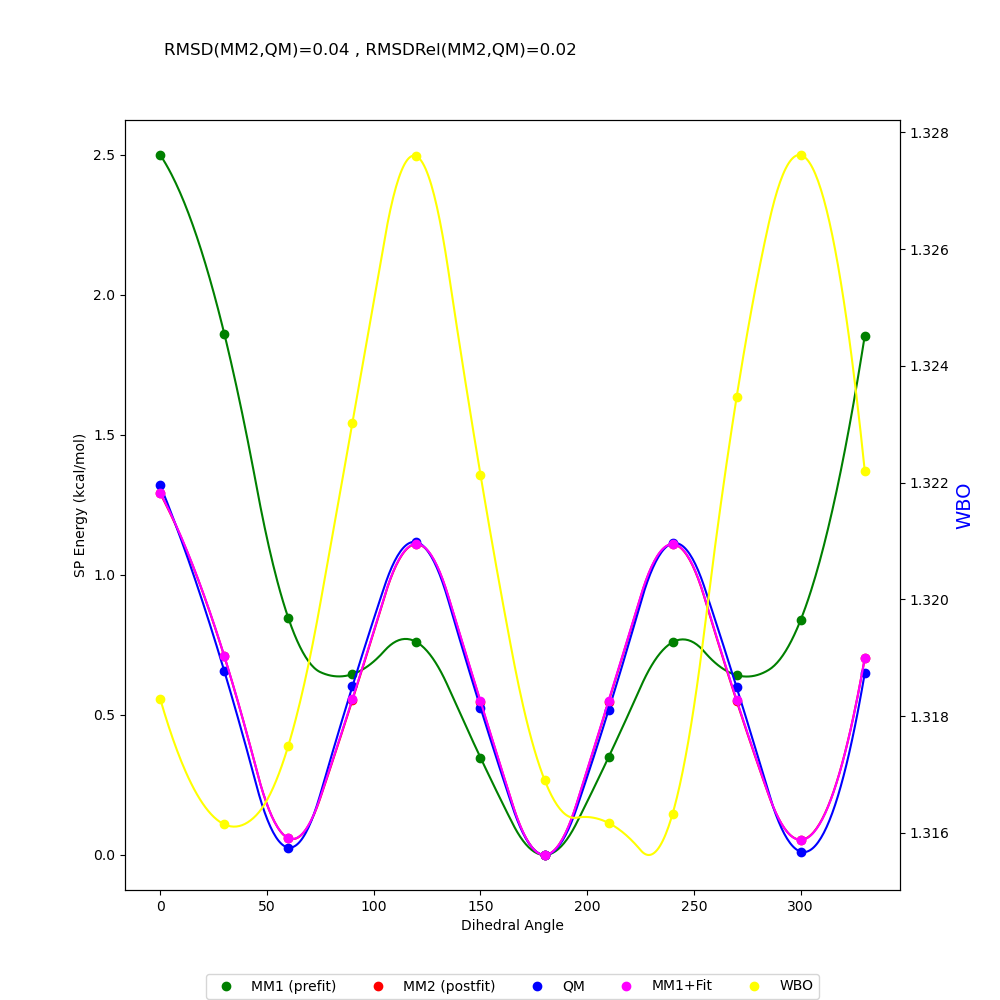 RMSD(MM2,QM)=0.04 , RMSDRel(MM2,QM)=0.02
2.5
2.0
1.5
1.0
0.5
0.0
SP Energy (kcal/mol)
1.328
1.326
1.324
1.322
1.320
1.318
1.316
WBO
0 50 100 150 200 250 300
Dihedral Angle
MM1 (prefit) MM2 (postfit) QM MM1+Fit WBO